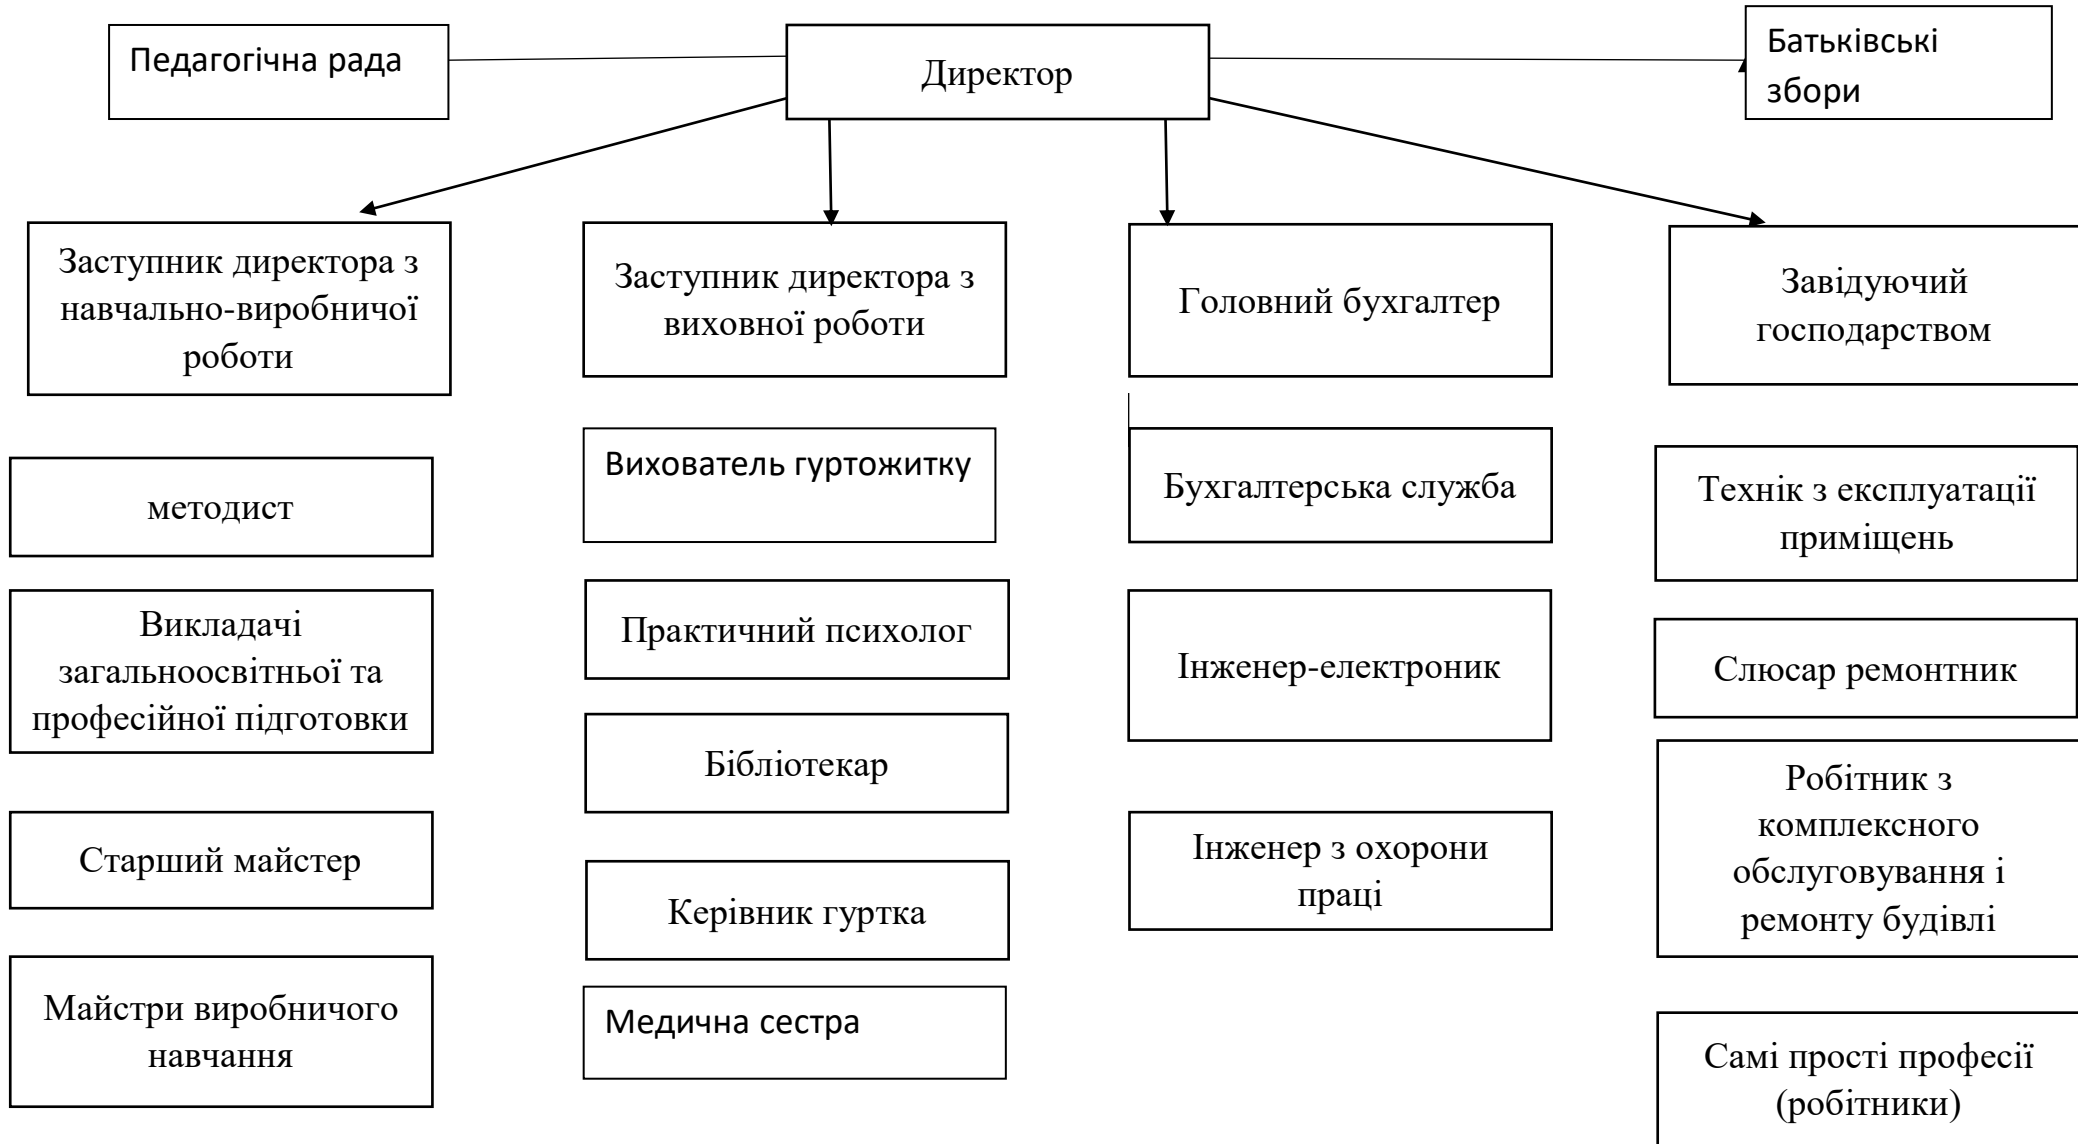 Педагогічна рада
Директор
Батьківські
збори
Заступник директора з
навчально-виробничої
роботи
Заступник директора з
виховної роботи
Головний бухгалтер
Завідуючий
господарством
методист
Викладачі
загальноосвітньої та
професійної підготовки
Старший майстер
Майстри виробничого
навчання
Вихователь гуртожитку
Практичний психолог
Бібліотекар
Керівник гуртка
Медична сестра
Бухгалтерська служба
Інженер-електроник
Інженер з охорони
праці
Технік з експлуатації
приміщень
Слюсар ремонтник
Робітник з
комплексного
обслуговування і
ремонту будівлі
Самі прості професії
(робітники)